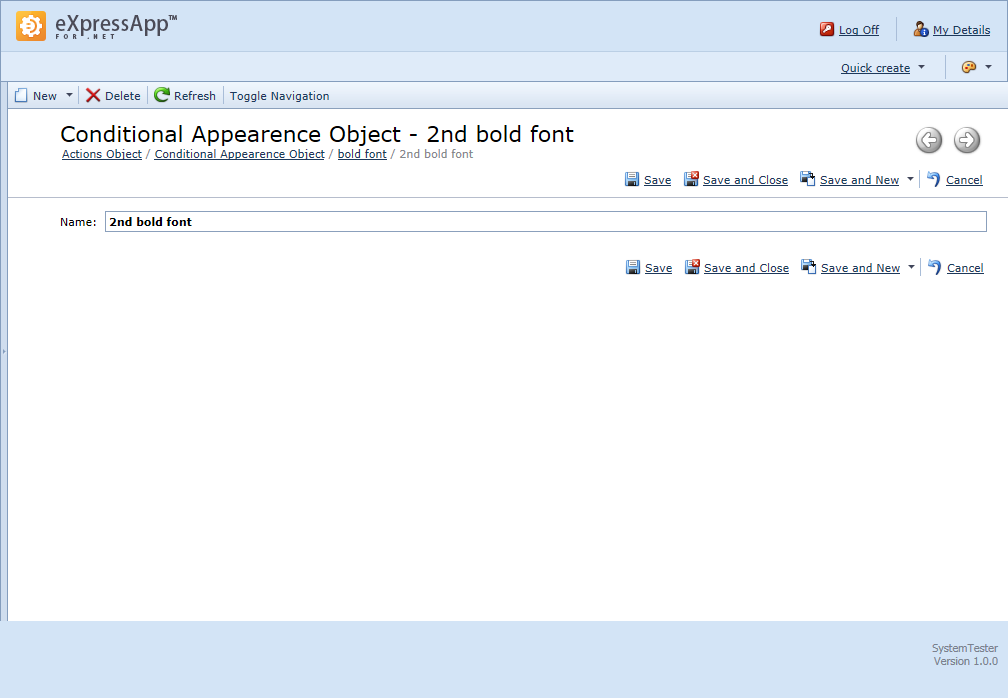 eXpressApp™
FOR .NET
Log Off
My Details
Quick create
New
Delete
Refresh
Toggle Navigation
Conditional Appearence Object - 2nd bold font
Actions Object / Conditional Appearence Object / bold font / 2nd bold font
Save
Save and Close
Save and New
Cancel
Name: 2nd bold font
Save
Save and Close
Save and New
Cancel
SystemTester
Version 1.0.0